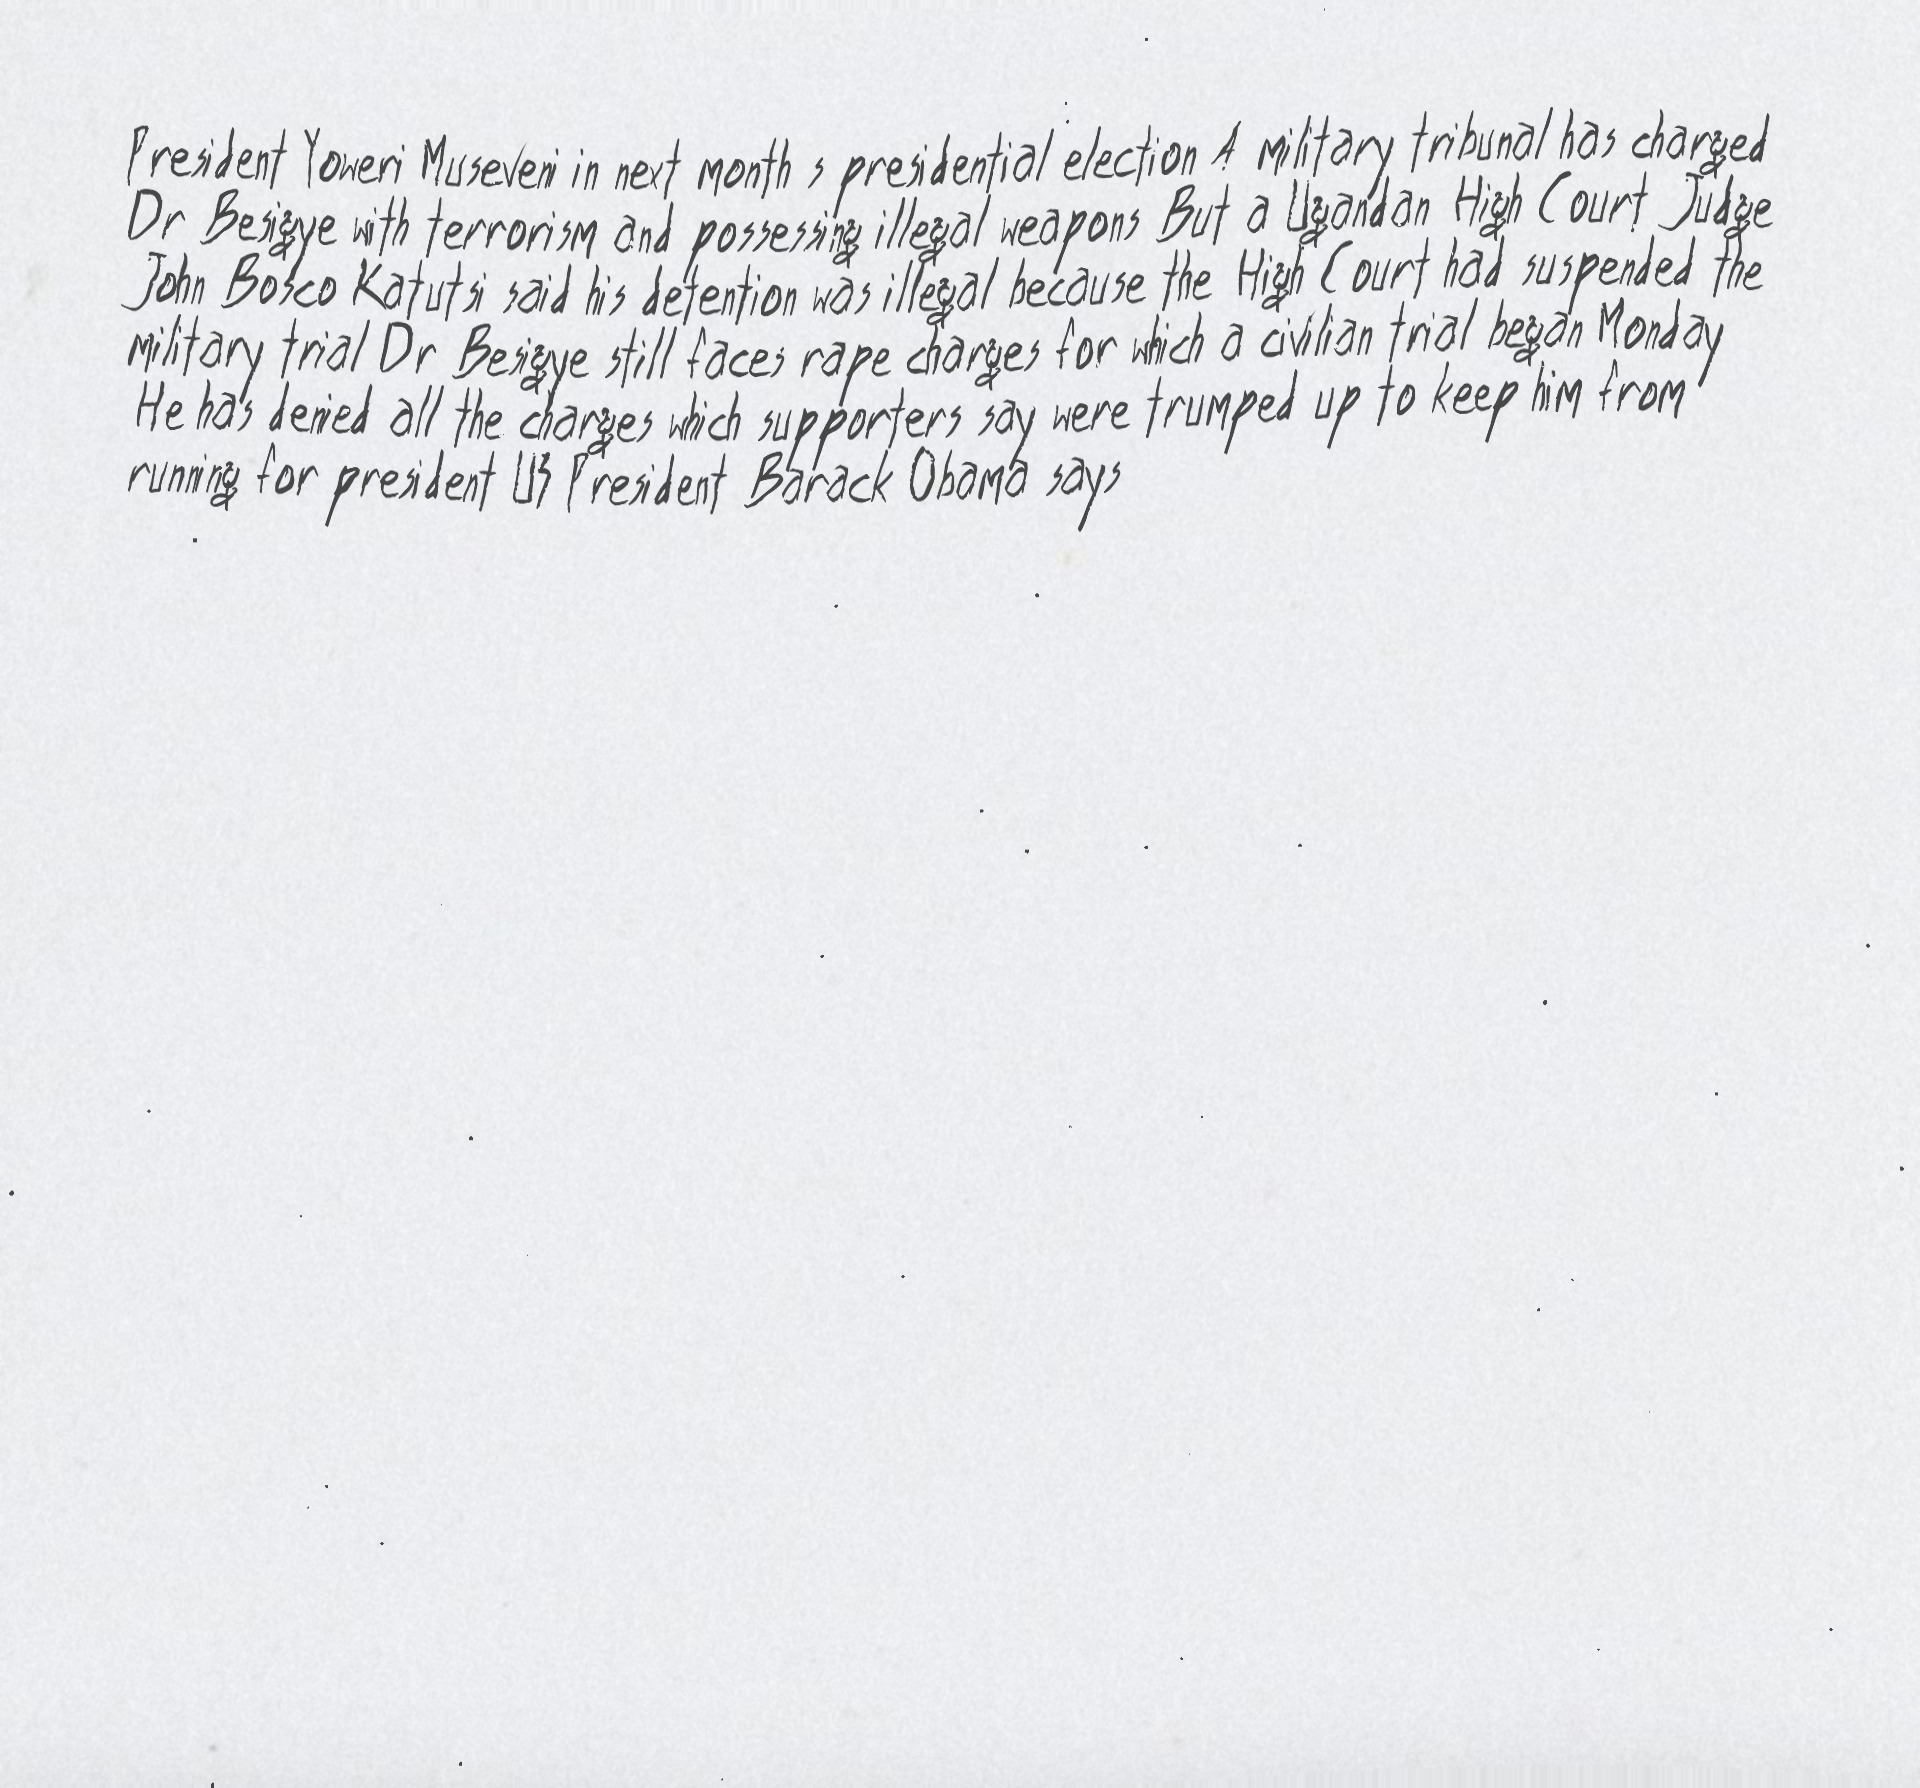 President Yoweri Museveni in next month s presidential election A military tribunal has charged
Dr Besigye with terrorism and possessing illegal weapons But a Ugandan High Court Judge
John Bosco Katutsi said his detention was illegal because the High Court had suspended the
military trial Dr Besigye still faces rape charges for which a civilian trial began Monday
He has denied all the charges which supporters say were trumped up to keep him from
running for president US President Barack Obama says